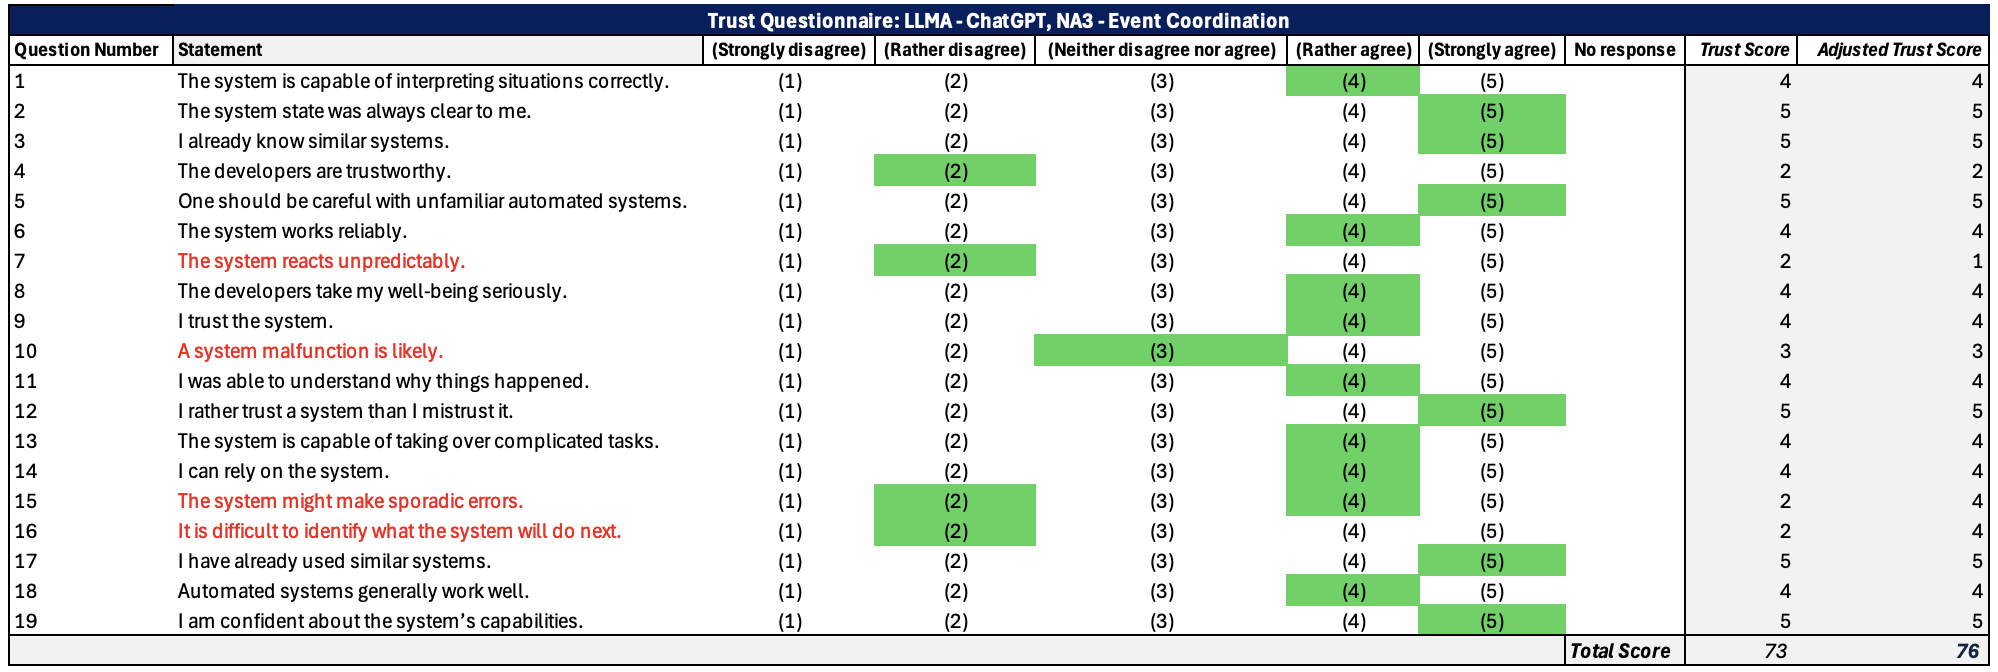 Trust Questionnaire: LLMA - ChatGPT, NA3 - Event Coordination
Question Number Statement (Strongly disagree) (Rather disagree) (Neither disagree nor agree) (Rather agree) (Strongly agree) No response Trust Score Adjusted Trust Score
1 The system is capable of interpreting situations correctly. (1) (2) (3) (4) (5) 4 4
2 The system state was always clear to me. (1) (2) (3) (4) (5) 5 5
3 I already know similar systems. (1) (2) (3) (4) (5) 5 5
4 The developers are trustworthy. (1) (2) (3) (4) (5) 2 2
5 One should be careful with unfamiliar automated systems. (1) (2) (3) (4) (5) 5 5
6 The system works reliably. (1) (2) (3) (4) (5) 4 4
7 The system reacts unpredictably. (1) (2) (3) (4) (5) 2 1
8 The developers take my well-being seriously. (1) (2) (3) (4) (5) 4 4
9 I trust the system. (1) (2) (3) (4) (5) 4 4
10 A system malfunction is likely. (1) (2) (3) (4) (5) 3 3
11 I was able to understand why things happened. (1) (2) (3) (4) (5) 4 4
12 I rather trust a system than I mistrust it. (1) (2) (3) (4) (5) 5 5
13 The system is capable of taking over complicated tasks. (1) (2) (3) (4) (5) 4 4
14 I can rely on the system. (1) (2) (3) (4) (5) 4 4
15 The system might make sporadic errors. (1) (2) (3) (4) (5) 2 4
16 It is difficult to identify what the system will do next. (1) (2) (3) (4) (5) 2 4
17 I have already used similar systems. (1) (2) (3) (4) (5) 5 5
18 Automated systems generally work well. (1) (2) (3) (4) (5) 4 4
19 I am confident about the system's capabilities. (1) (2) (3) (4) (5) 5 5
Total Score 73 76